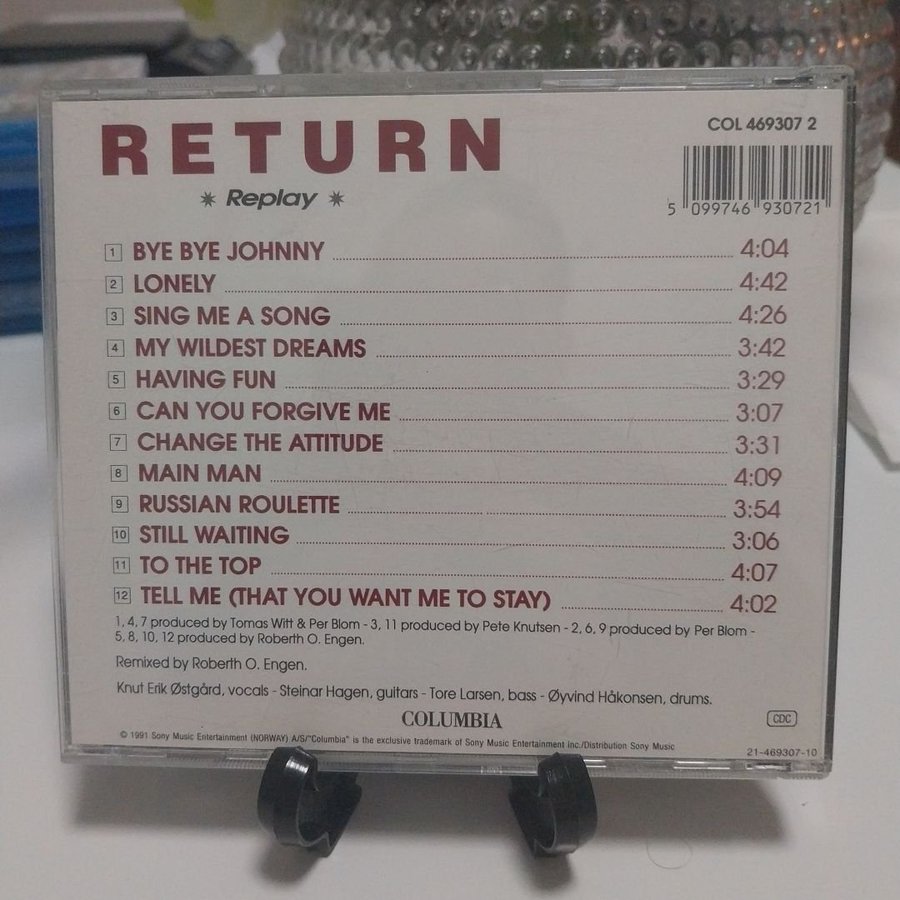 RETURN
Replay
COL 469307 2
5 099746 930721
1 BYE BYE JOHNNY 4:04
2 LONELY 4:42
3 SING ME A SONG 4:26
4 MY WILDEST DREAMS 3:42
5 HAVING FUN 3:29
6 CAN YOU FORGIVE ME 3:07
7 CHANGE THE ATTITUDE 3:31
8 MAIN MAN 4:09
9 RUSSIAN ROULETTE 3:54
10 STILL WAITING 3:06
11 TO THE TOP 4:07
12 TELL ME (THAT YOU WANT ME TO STAY) 4:02
1, 4, 7 produced by Tomas Witt & Per Blom - 3, 11 produced by Pete Knutsen - 2, 6, 9 produced by Per Blom -
5, 8, 10, 12 produced by Roberth O. Engen.
Remixed by Roberth O. Engen.
Knut Erik Østgård, vocals - Steinar Hagen, guitars - Tore Larsen, bass - Øyvind Håkonsen, drums.
COLUMBIA
CDC
© 1991 Sony Music Entertainment (NORWAY) A/S/"Columbia" is the exclusive trademark of Sony Music Entertainment Inc./Distribution Sony Music
21-469307-10